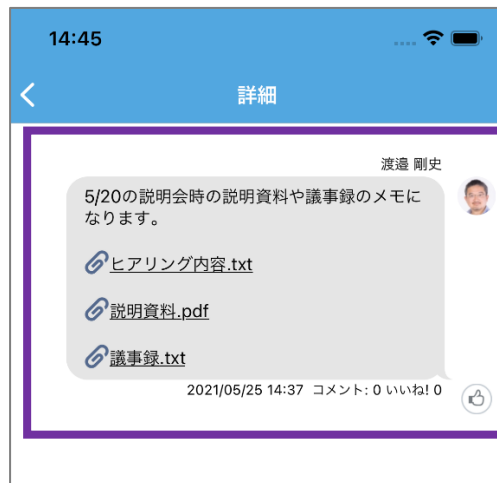 14:45
詳細
渡邉 剛史
5/20の説明会時の説明資料や議事録のメモに
なります。
ヒアリング内容.txt
説明資料.pdf
議事録.txt
2021/05/25 14:37 コメント: 0 いいね! 0